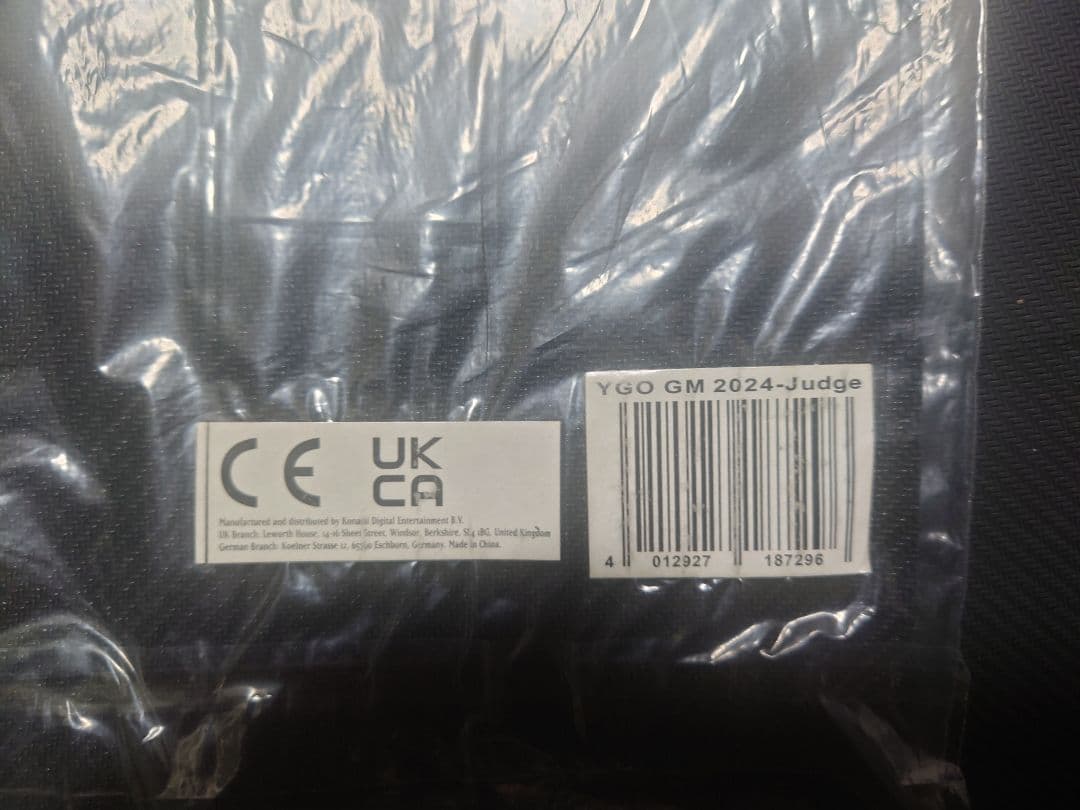 CE
UK
CA
Manufactured and distributed by Konami Digital Entertainment B.V.
UK Branch: Leworth House, 14-16 Sheet Street, Windsor, Berkshire, SL4 1BG, United Kingdom
German Branch: Koelner Strasse 12, 65760 Eschborn, Germany. Made in China.
YGO GM 2024-Judge
4 012927 187296